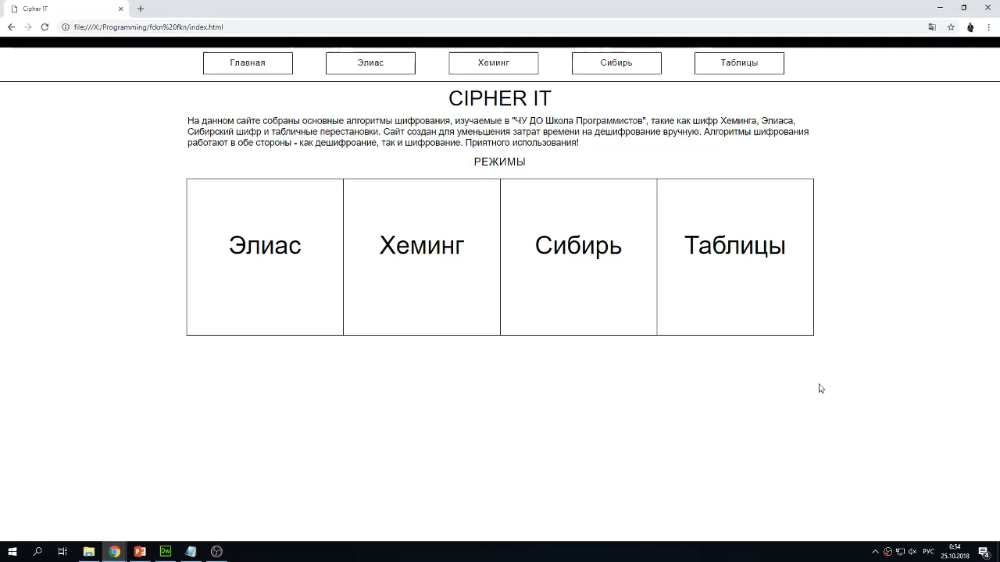 Cipher IT
file:///X:/Programming/fckn%20fkn/index.html
Главная Элиас Хеминг Сибирь Таблицы
CIPHER IT
На данном сайте собраны основные алгоритмы шифрования, изучаемые в "ЧУ ДО Школа Программистов", такие как шифр Хеминга, Элиаса,
Сибирский шифр и табличные перестановки. Сайт создан для уменьшения затрат времени на дешифрование вручную. Алгоритмы шифрования
работают в обе стороны - как дешифроание, так и шифрование. Приятного использования!
РЕЖИМЫ
Элиас Хеминг Сибирь Таблицы
Dw
РУС
0:54
25.10.2018
4